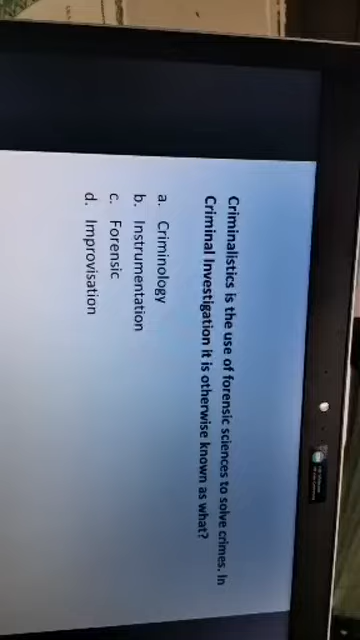 Criminalistics is the use of forensic sciences to solve crimes. In
Criminal Investigation it is otherwise known as what?
a. Criminology
b. Instrumentation
c. Forensic
d. Improvisation